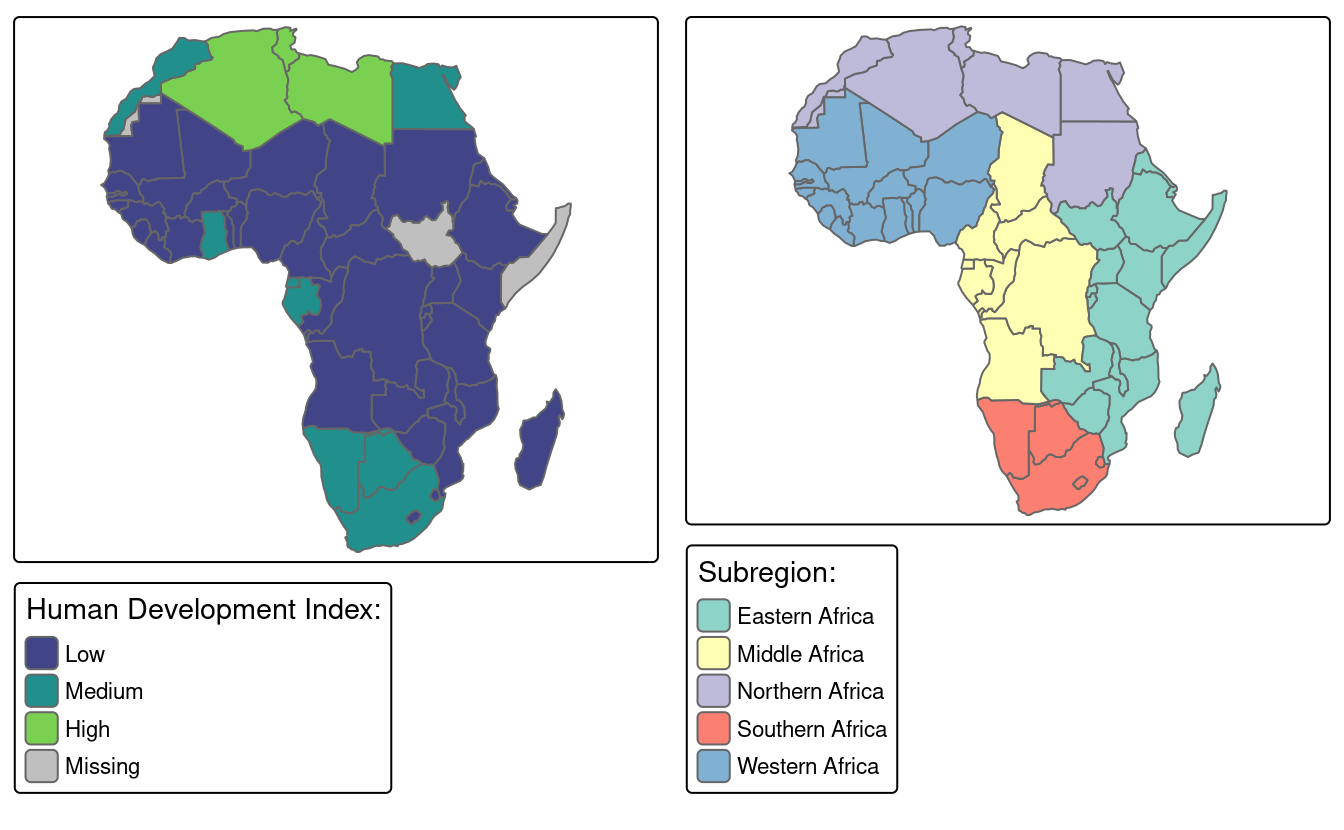 Human Development Index:
Low
Medium
High
Missing
Subregion:
Eastern Africa
Middle Africa
Northern Africa
Southern Africa
Western Africa